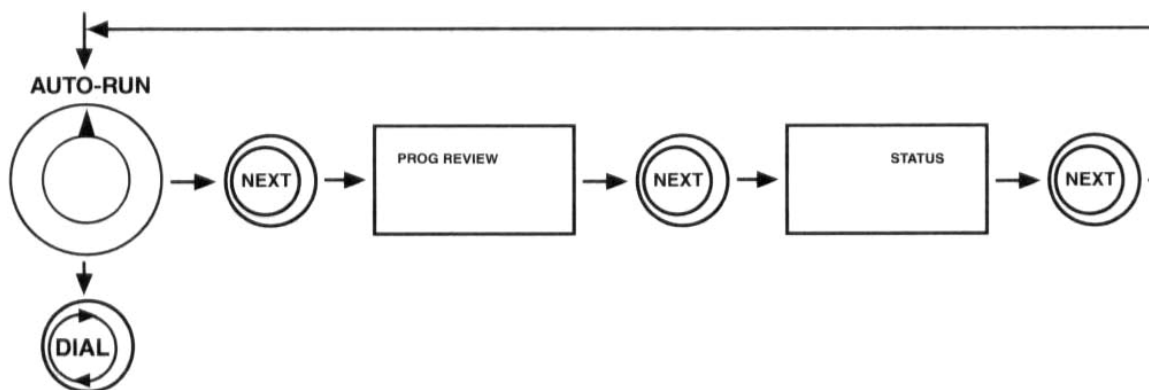 AUTO-RUN
NEXT
PROG REVIEW
NEXT
STATUS
NEXT
DIAL